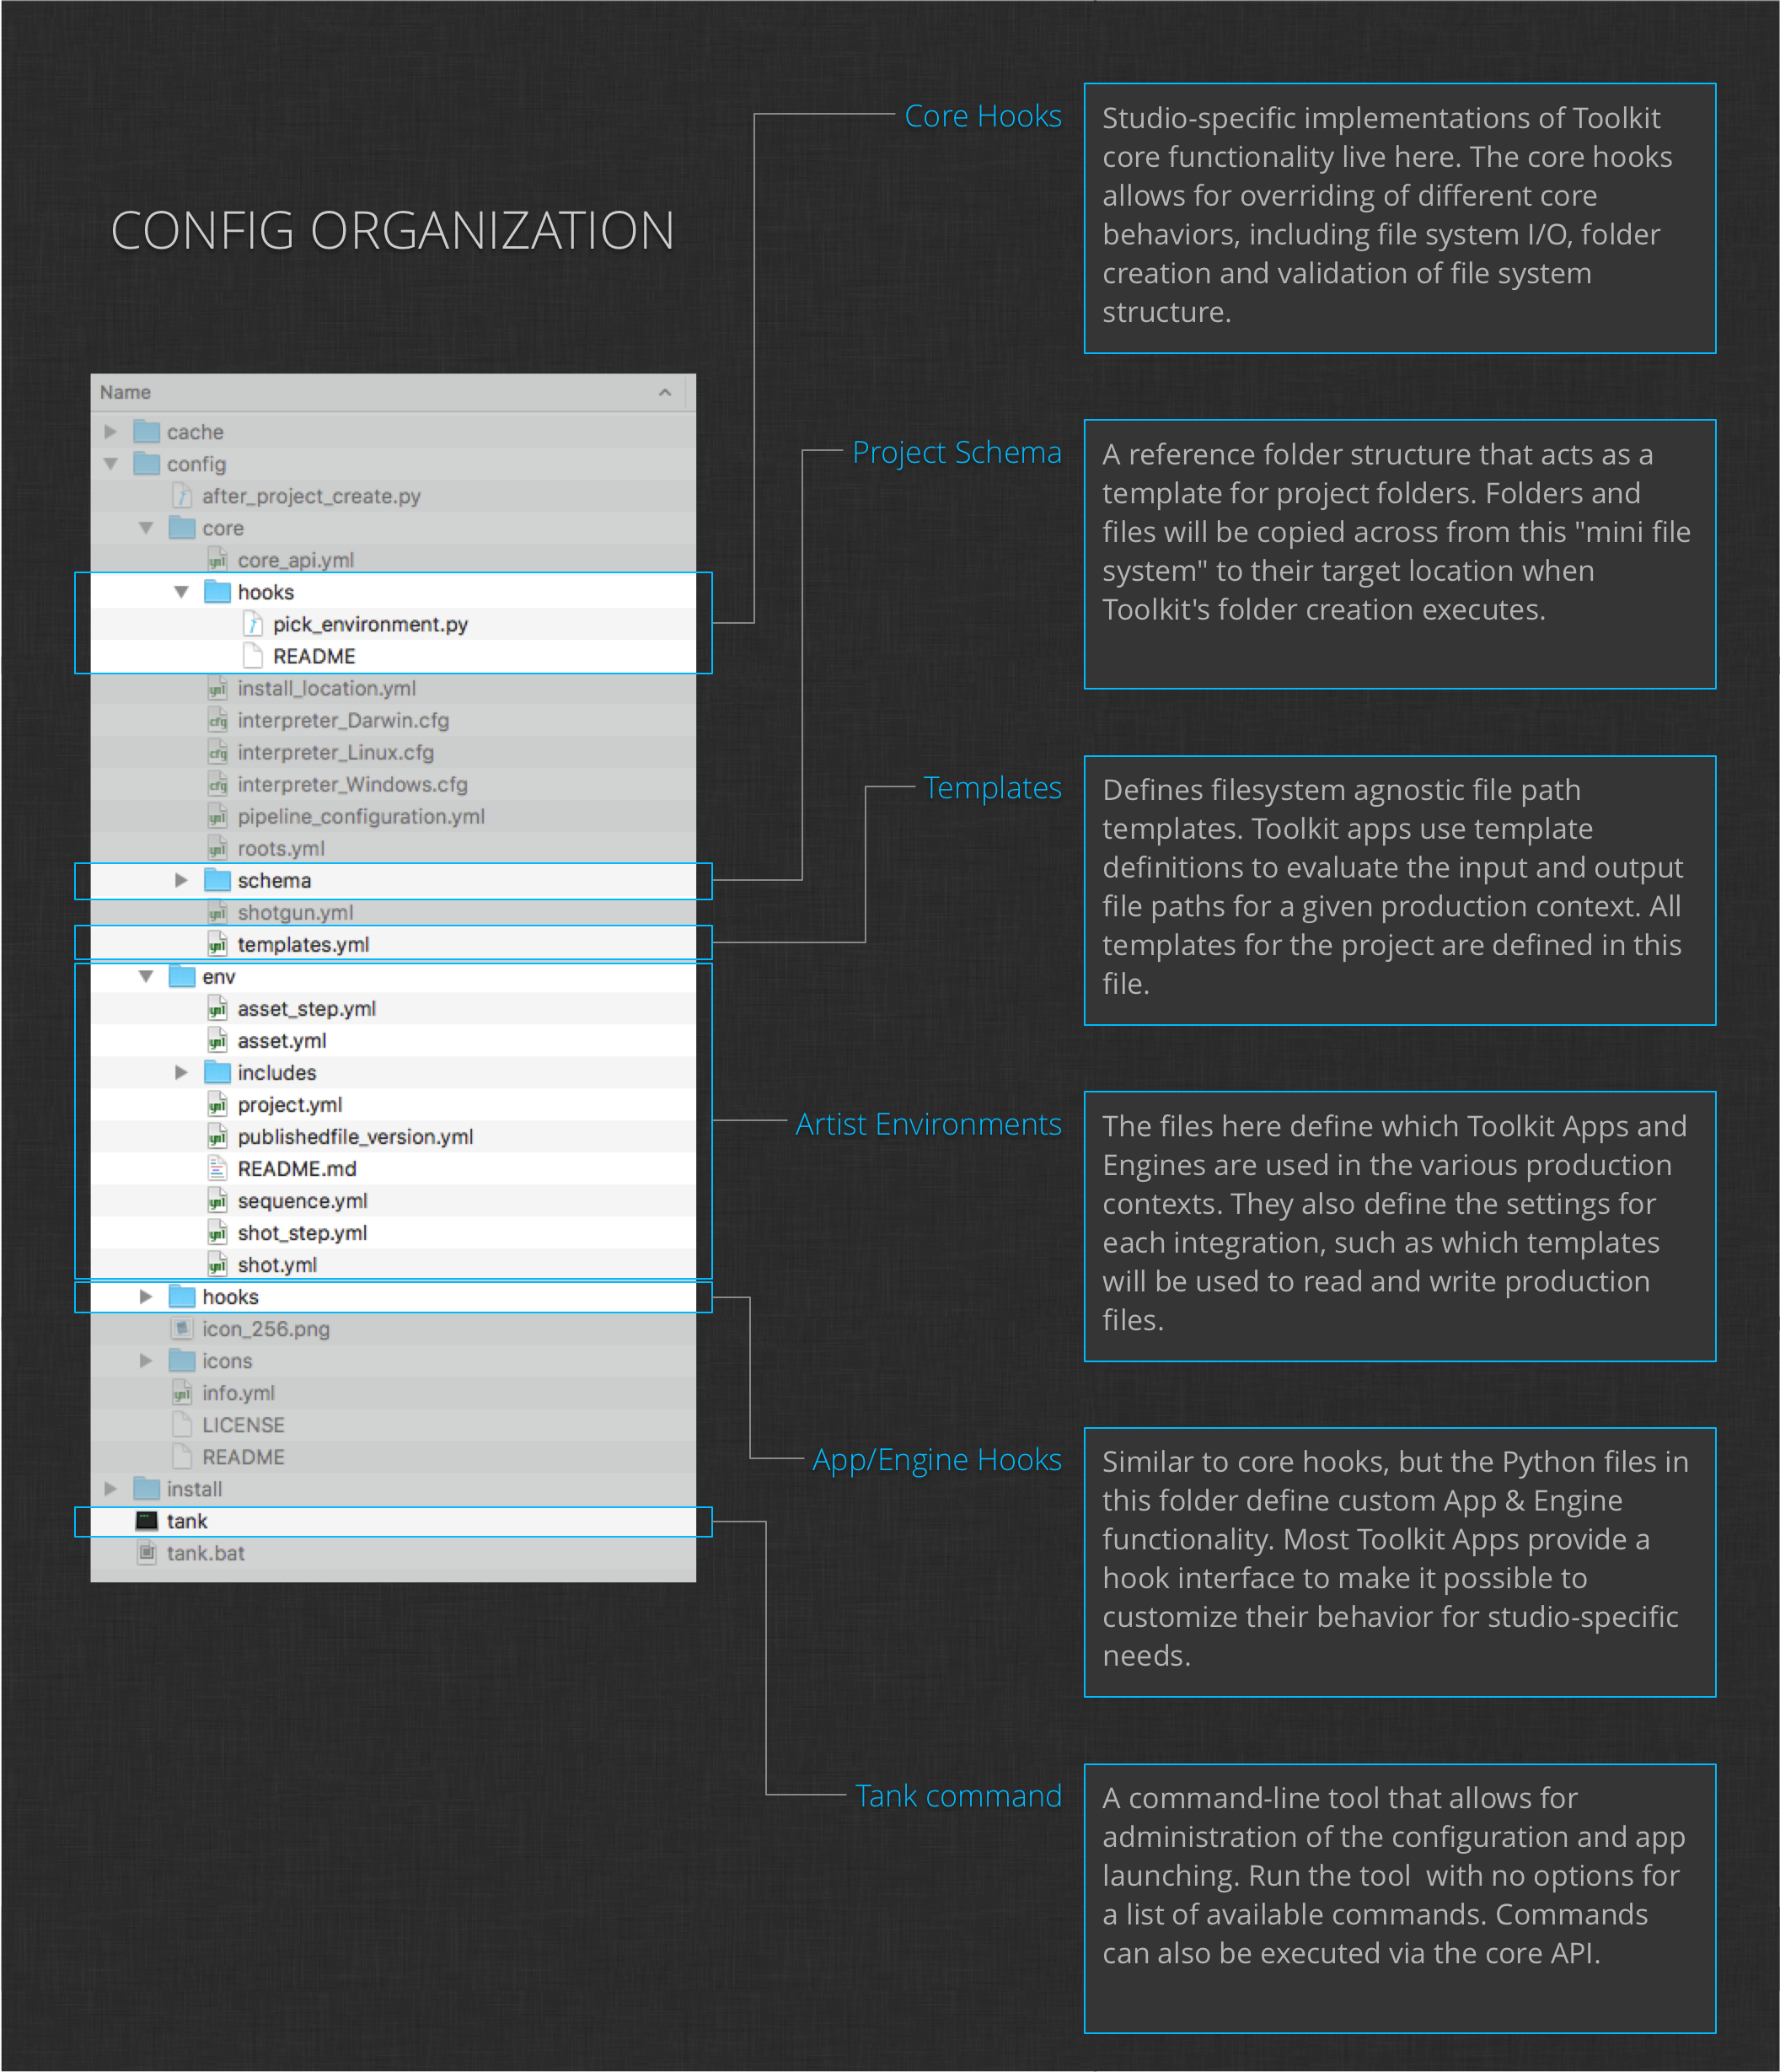 CONFIG ORGANIZATION
Name
cache
config
after_project_create.py
core
core_api.yml
hooks
pick_environment.py
README
install_location.yml
interpreter_Darwin.cfg
interpreter_Linux.cfg
interpreter_Windows.cfg
pipeline_configuration.yml
roots.yml
schema
shotgun.yml
templates.yml
env
asset_step.yml
asset.yml
includes
project.yml
publishedfile_version.yml
README.md
sequence.yml
shot_step.yml
shot.yml
hooks
icon_256.png
icons
info.yml
LICENSE
README
install
tank
tank.bat
Core Hooks
Studio-specific implementations of Toolkit
core functionality live here. The core hooks
allows for overriding of different core
behaviors, including file system I/O, folder
creation and validation of file system
structure.
Project Schema
A reference folder structure that acts as a
template for project folders. Folders and
files will be copied across from this "mini file
system" to their target location when
Toolkit's folder creation executes.
Templates
Defines filesystem agnostic file path
templates. Toolkit apps use template
definitions to evaluate the input and output
file paths for a given production context. All
templates for the project are defined in this
file.
Artist Environments
The files here define which Toolkit Apps and
Engines are used in the various production
contexts. They also define the settings for
each integration, such as which templates
will be used to read and write production
files.
App/Engine Hooks
Similar to core hooks, but the Python files in
this folder define custom App & Engine
functionality. Most Toolkit Apps provide a
hook interface to make it possible to
customize their behavior for studio-specific
needs.
Tank command
A command-line tool that allows for
administration of the configuration and app
launching. Run the tool  with no options for
a list of available commands. Commands
can also be executed via the core API.